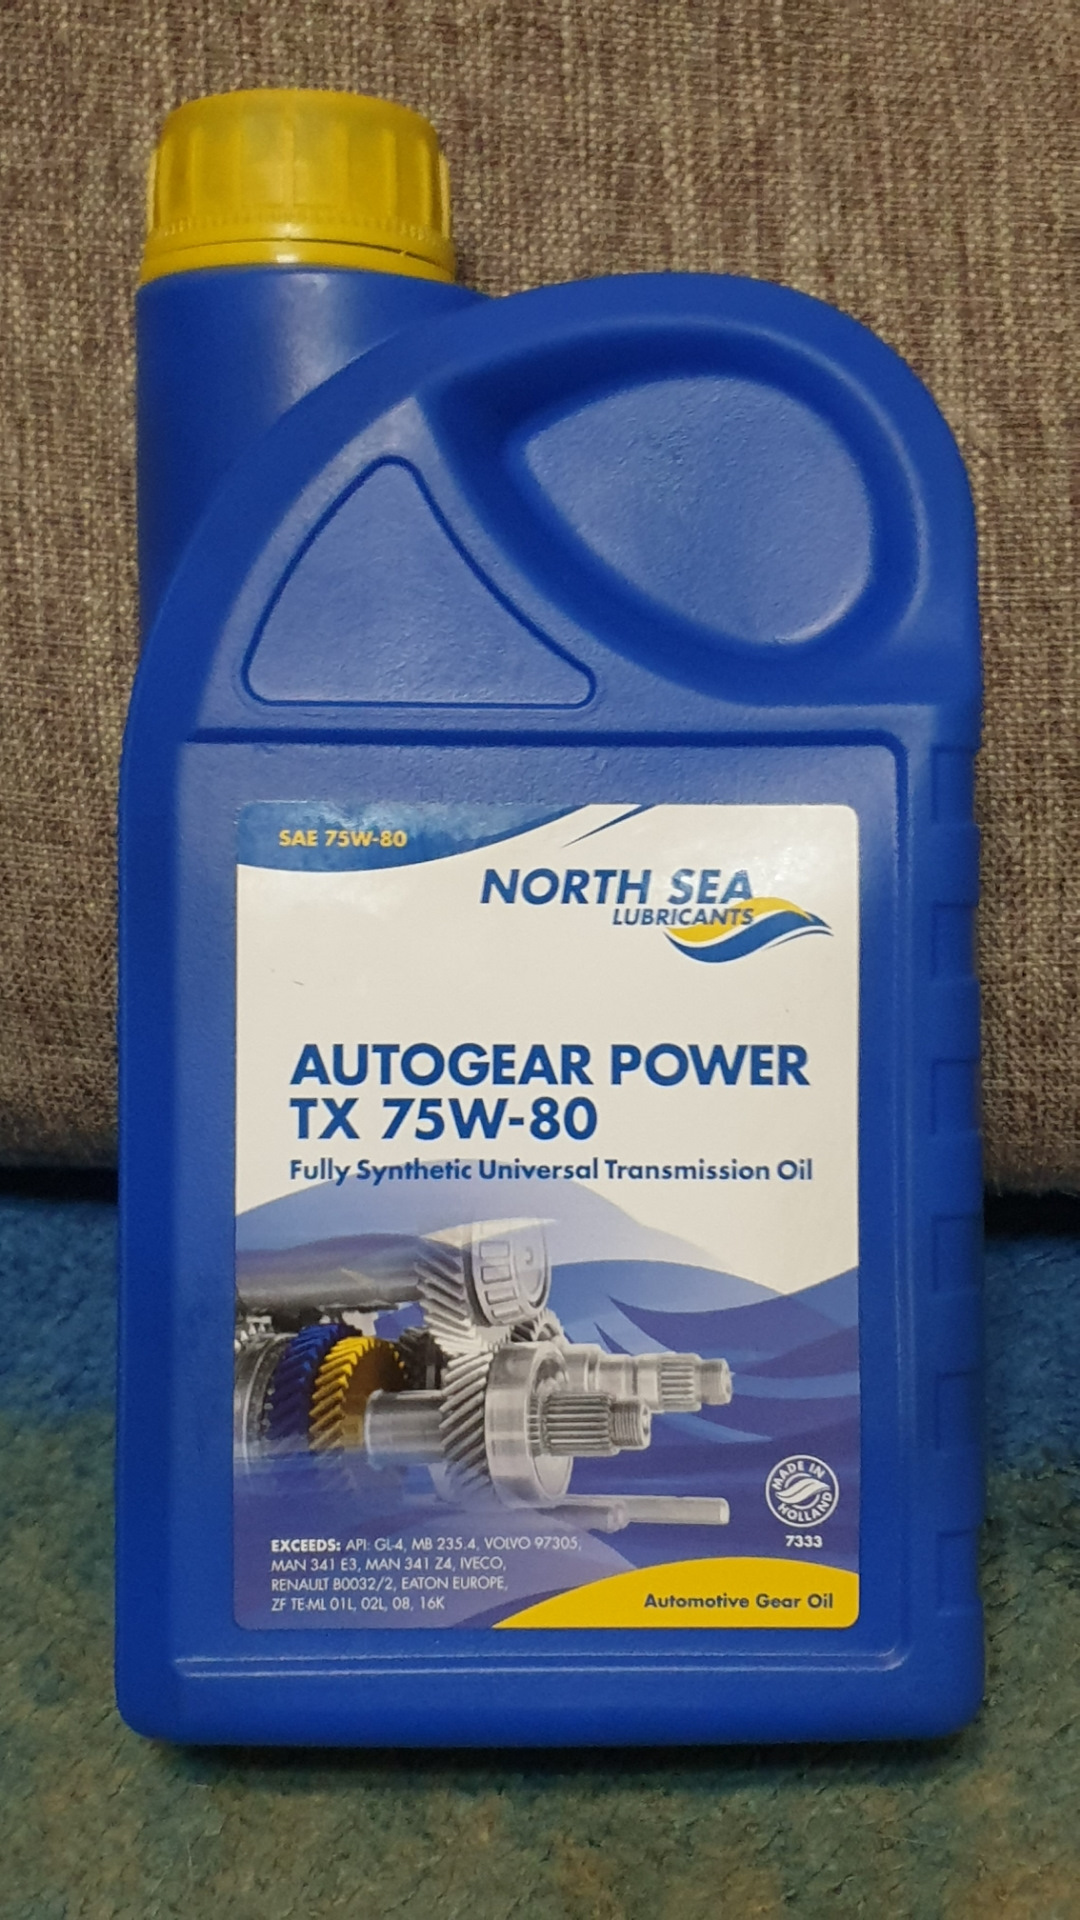 SAE 75W-80
NORTH SEA
LUBRICANTS
AUTOGEAR POWER
TX 75W-80
Fully Synthetic Universal Transmission Oil
MADE IN
HOLLAND
7333
EXCEEDS: API: GL-4, MB 235.4, VOLVO 97305,
MAN 341 E3, MAN 341 Z4, IVECO,
RENAULT B0032/2, EATON EUROPE,
ZF TE-ML 01L, 02L, 08, 16K
Automotive Gear Oil